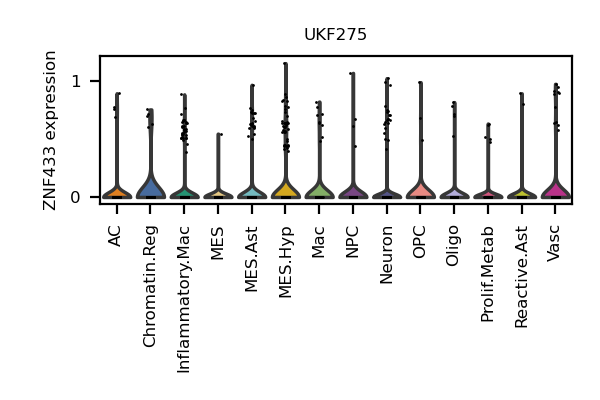 UKF275
ZNF433 expression
1
0
AC
Chromatin.Reg
Inflammatory.Mac
MES
MES.Ast
MES.Hyp
Mac
NPC
Neuron
OPC
Oligo
Prolif.Metab
Reactive.Ast
Vasc